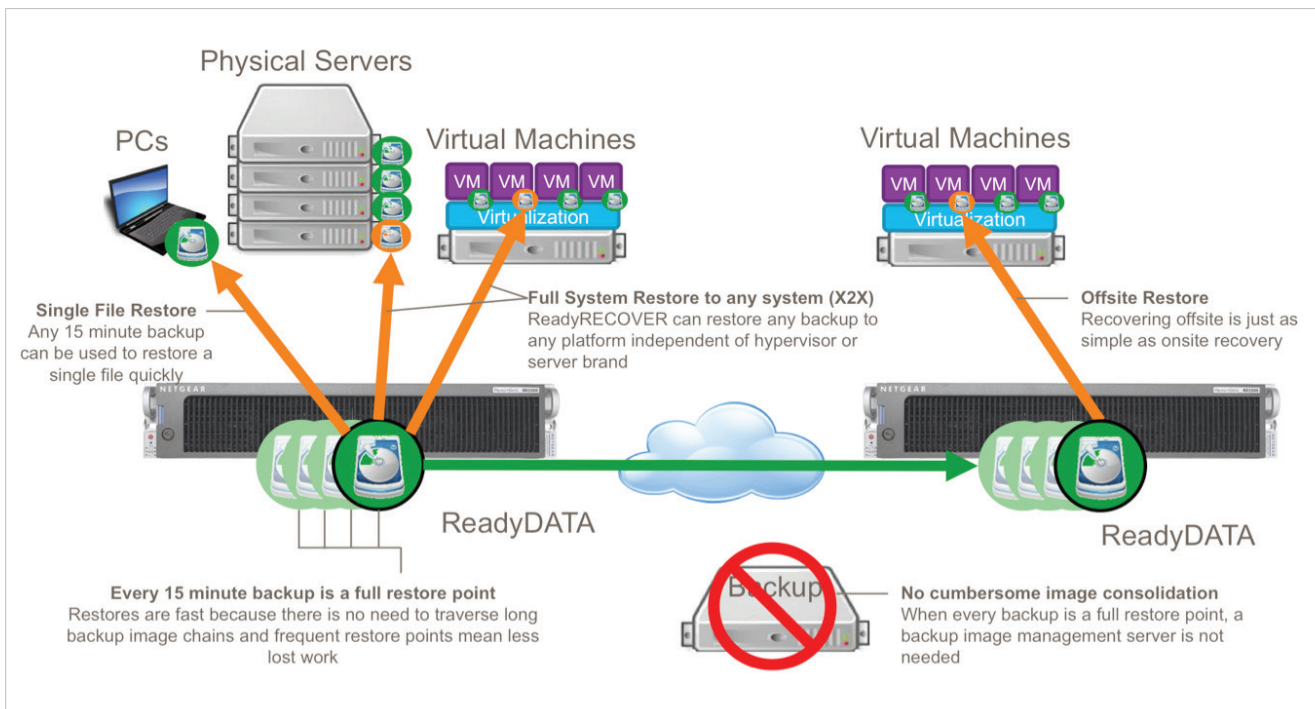 Physical Servers
PCs
Virtual Machines
VM VM VM VM
Virtualization
Virtual Machines
VM VM VM VM
Virtualization
Single File Restore
Any 15 minute backup
can be used to restore a
single file quickly
Full System Restore to any system (X2X)
ReadyRECOVER can restore any backup to
any platform independent of hypervisor or
server brand
Offsite Restore
Recovering offsite is just as
simple as onsite recovery
NETGEAR
NETGEAR
ReadyDATA
ReadyDATA
Every 15 minute backup is a full restore point
Restores are fast because there is no need to traverse long
backup image chains and frequent restore points mean less
lost work
Backup
No cumbersome image consolidation
When every backup is a full restore point, a
backup image management server is not
needed